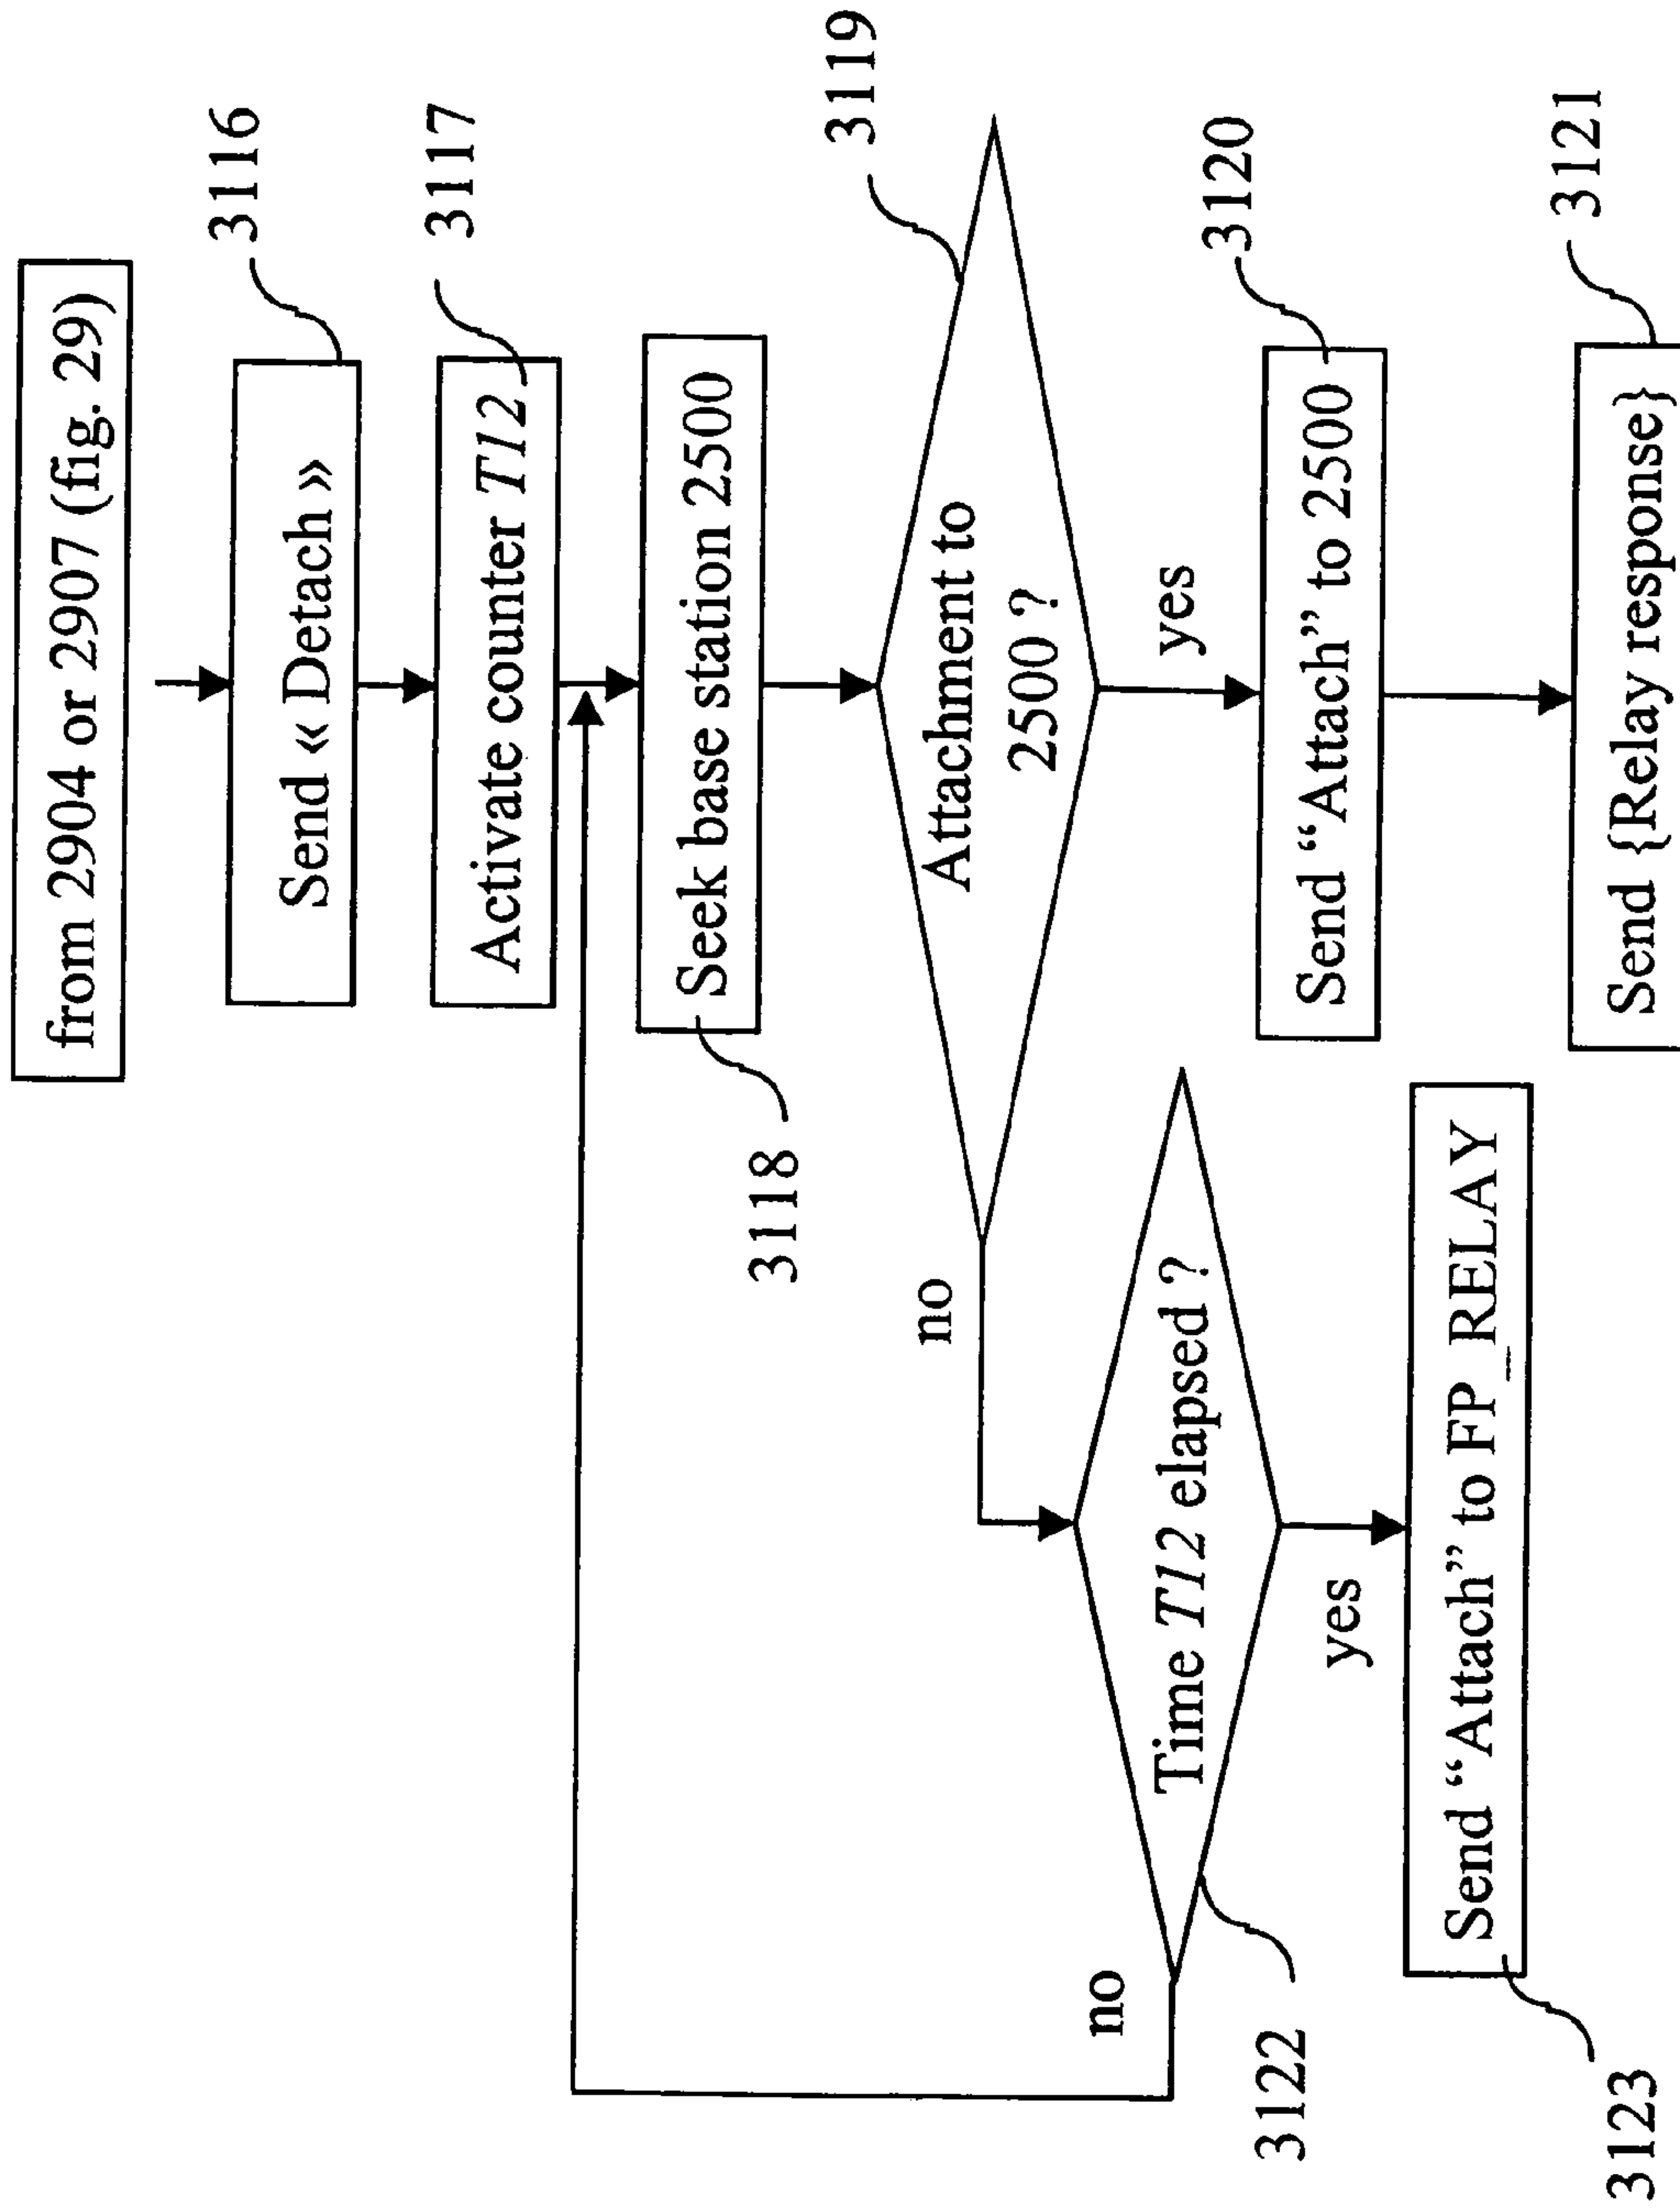 from 2904 or 2907 (fig. 29)
3116
Send « Detach »
3117
Activate counter T12
Seek base station 2500
3118
3119
Attachment to
2500 ?
no
yes
3120
Send “Attach” to 2500
3121
Send {Relay response}
Time T12 elapsed ?
no
3122
yes
Send “Attach” to FP_RELAY
3123